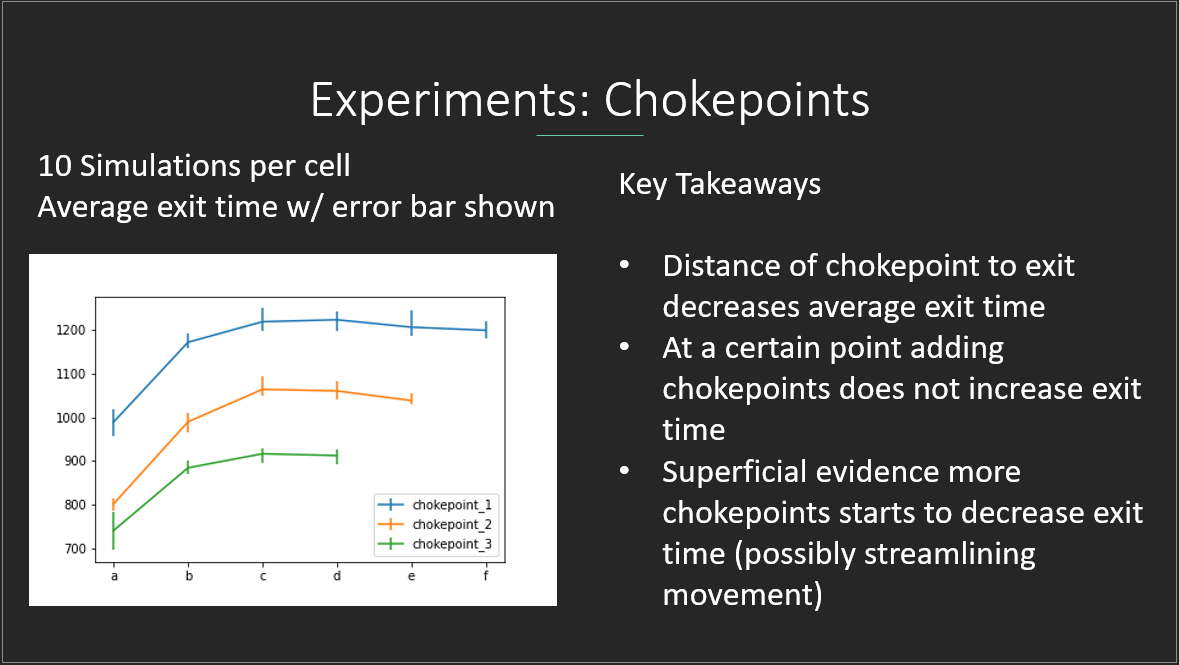 Experiments: Chokepoints
10 Simulations per cell
Average exit time w/ error bar shown
1200
1100
1000
900
800
700
a b c d e f
chokepoint_1
chokepoint_2
chokepoint_3
Key Takeaways
• Distance of chokepoint to exit
decreases average exit time
• At a certain point adding
chokepoints does not increase exit
time
• Superficial evidence more
chokepoints starts to decrease exit
time (possibly streamlining
movement)